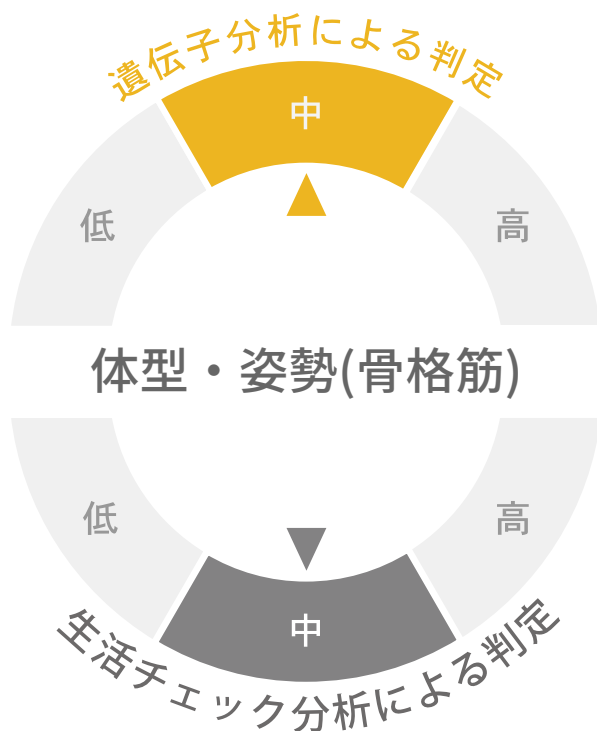 遺伝子分析による判定
中
低
高
体型・姿勢(骨格筋)
低
高
中
生活チェック分析による判定